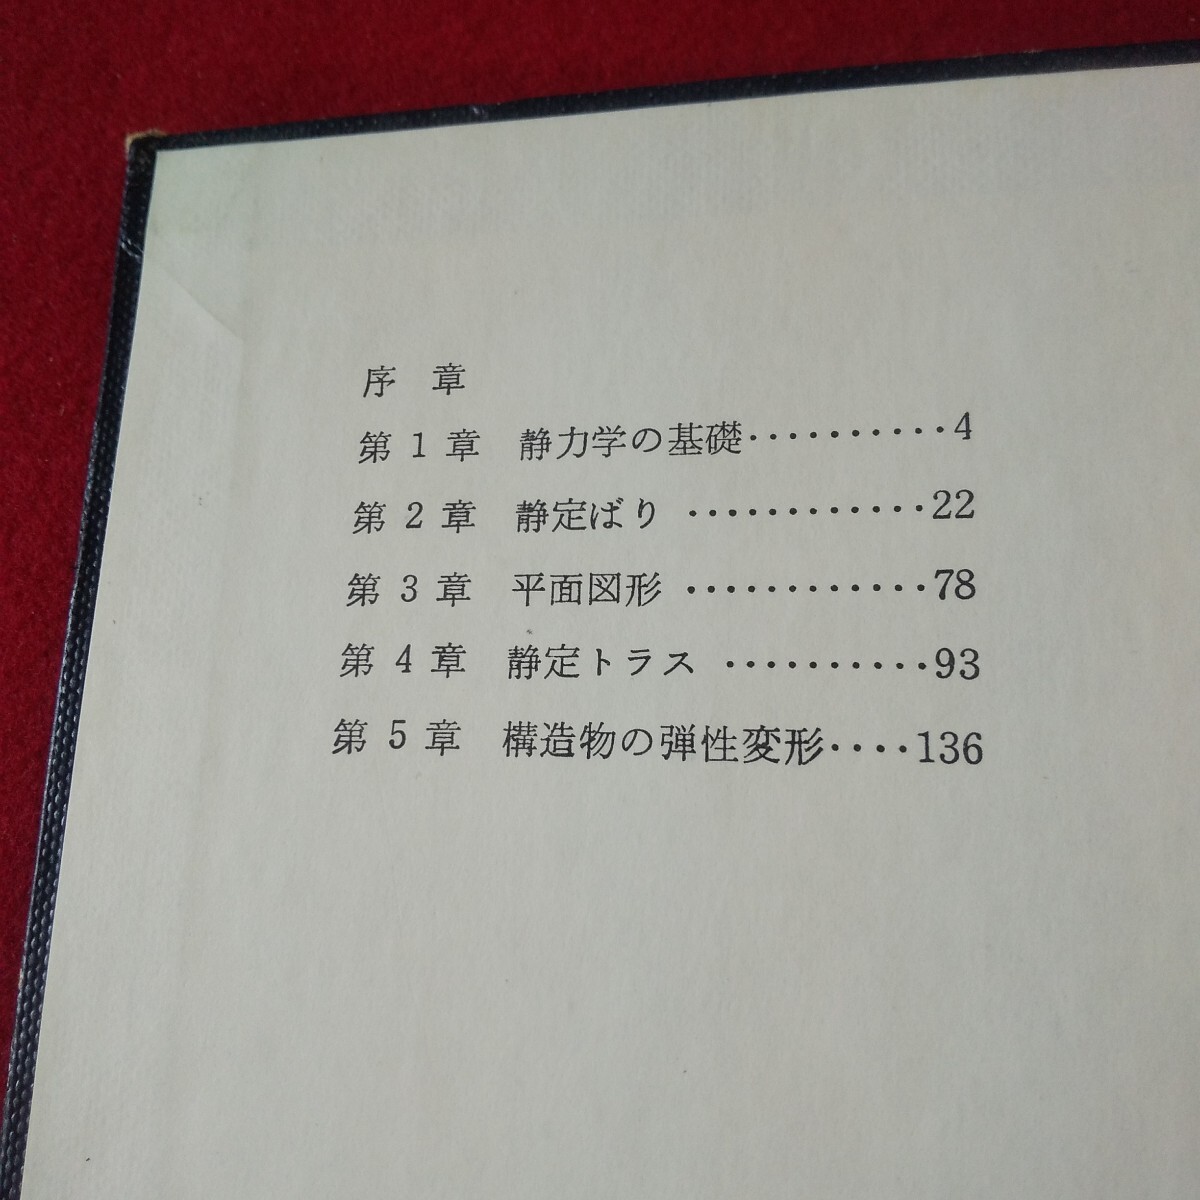 序　章
第1章　静力学の基礎‥‥‥‥‥4
第2章　静定ばり ‥‥‥‥‥‥22
第3章　平面図形 ‥‥‥‥‥‥78
第4章　静定トラス ‥‥‥‥‥93
第5章　構造物の弾性変形‥‥136